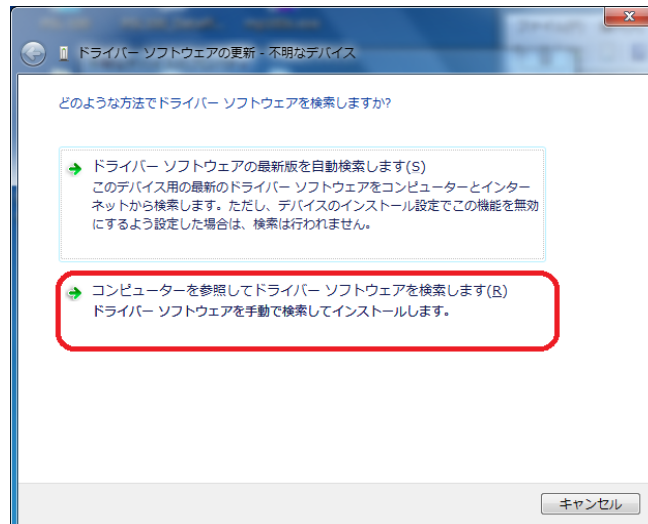 ドライバー ソフトウェアの更新 - 不明なデバイス
どのような方法でドライバー ソフトウェアを検索しますか?
ドライバー ソフトウェアの最新版を自動検索します(S)
このデバイス用の最新のドライバー ソフトウェアをコンピューターとインター
ネットから検索します。ただし、デバイスのインストール設定でこの機能を無効
にするよう設定した場合は、検索は行われません。
コンピューターを参照してドライバー ソフトウェアを検索します(R)
ドライバー ソフトウェアを手動で検索してインストールします。
キャンセル